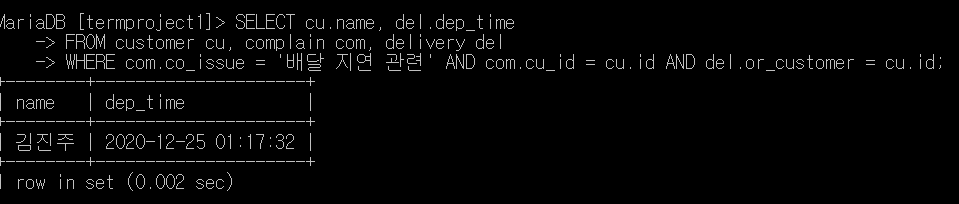 MariaDB [termproject1]> SELECT cu.name, del.dep_time
    -> FROM customer cu, complain com, delivery del
    -> WHERE com.co_issue = '배달 지연 관련' AND com.cu_id = cu.id AND del.or_customer = cu.id;
+--------+---------------------+
| name   | dep_time            |
+--------+---------------------+
| 김진주 | 2020-12-25 01:17:32 |
+--------+---------------------+
1 row in set (0.002 sec)